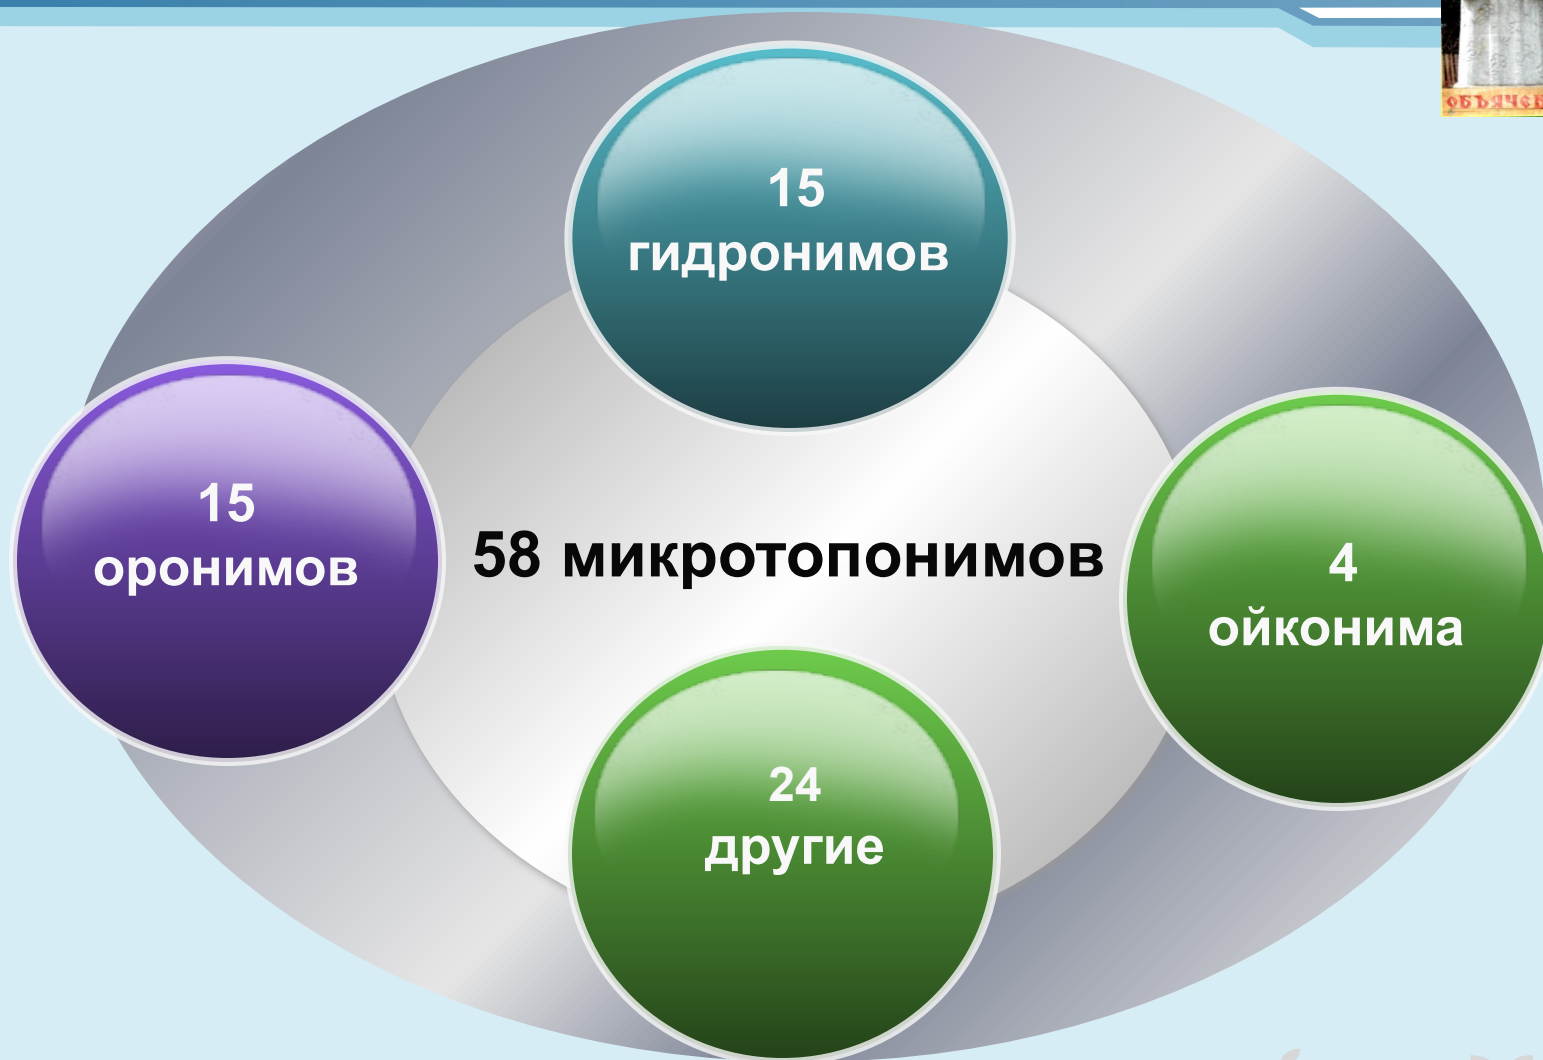 15
гидронимов
15
оронимов
58 микротопонимов
4
ойконима
24
другие